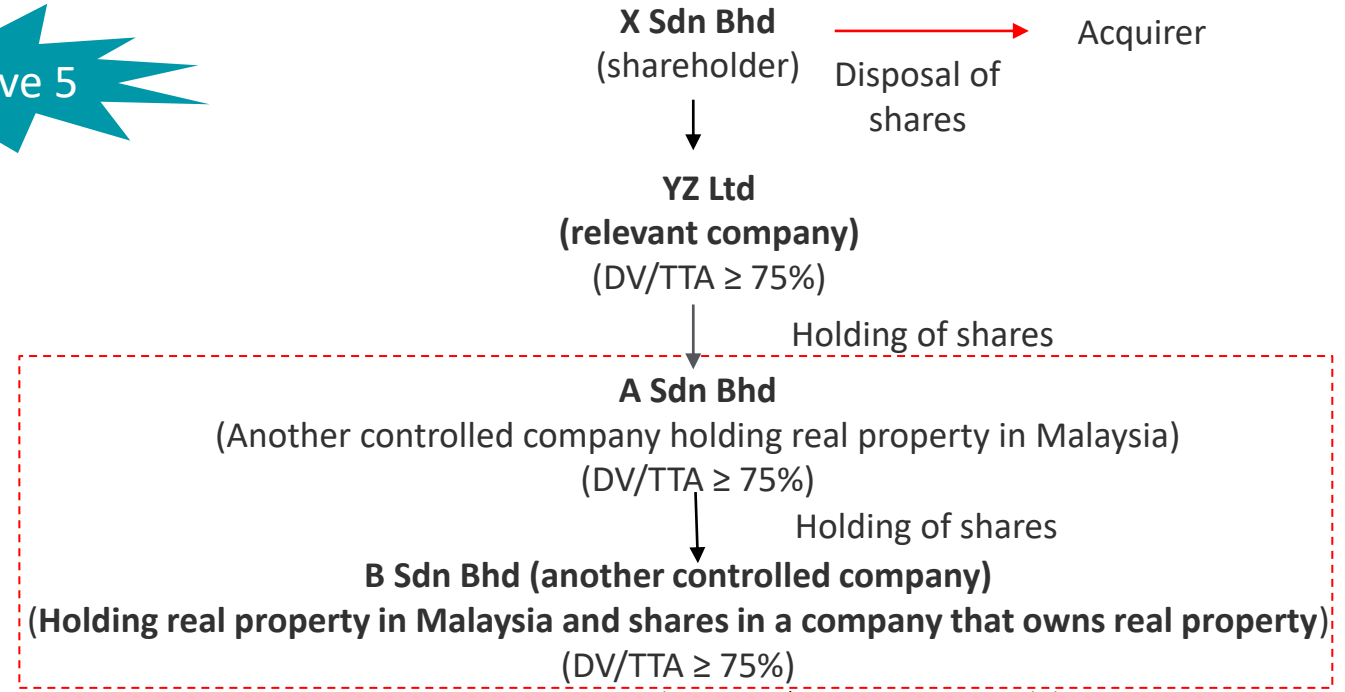 ve 5
X Sdn Bhd
(shareholder)
Acquirer
Disposal of
shares
YZ Ltd
(relevant company)
(DV/TTA ≥ 75%)
Holding of shares
A Sdn Bhd
(Another controlled company holding real property in Malaysia)
(DV/TTA ≥ 75%)
Holding of shares
B Sdn Bhd (another controlled company)
(Holding real property in Malaysia and shares in a company that owns real property)
(DV/TTA ≥ 75%)